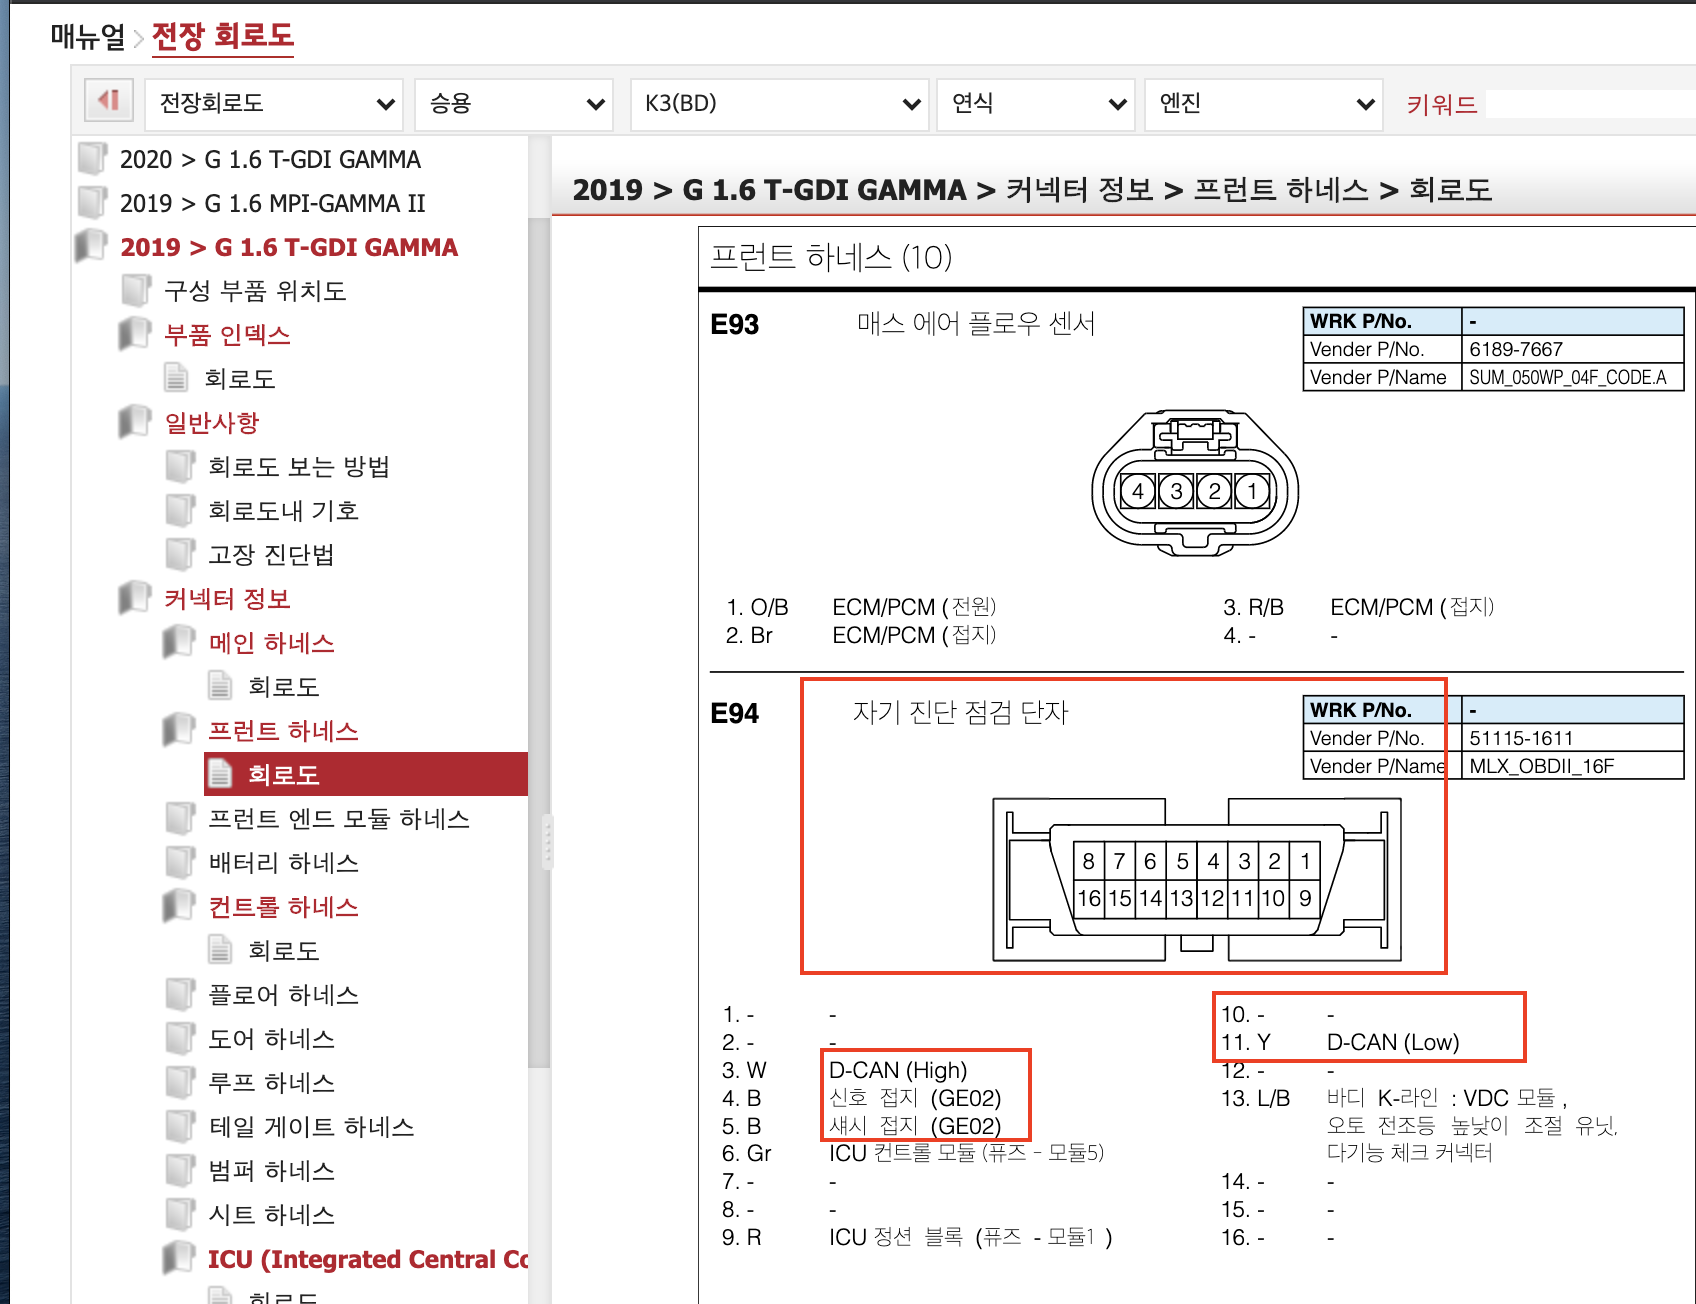 매뉴얼 > 전장 회로도
전장회로도 승용 K3(BD) 연식 엔진 키워드
2020 > G 1.6 T-GDI GAMMA
2019 > G 1.6 MPI-GAMMA II
2019 > G 1.6 T-GDI GAMMA
구성 부품 위치도
부품 인덱스
회로도
일반사항
회로도 보는 방법
회로도내 기호
고장 진단법
커넥터 정보
메인 하네스
회로도
프런트 하네스
회로도
프런트 엔드 모듈 하네스
배터리 하네스
컨트롤 하네스
회로도
플로어 하네스
도어 하네스
루프 하네스
테일 게이트 하네스
범퍼 하네스
시트 하네스
ICU (Integrated Central Co
회로도
2019 > G 1.6 T-GDI GAMMA > 커넥터 정보 > 프런트 하네스 > 회로도
프런트 하네스 (10)
E93 매스 에어 플로우 센서
WRK P/No. -
Vender P/No. 6189-7667
Vender P/Name SUM_050WP_04F_CODE.A
4 3 2 1
1. O/B ECM/PCM (전원)
2. Br ECM/PCM (접지)
3. R/B ECM/PCM (접지)
4. - -
E94 자기 진단 점검 단자
WRK P/No. -
Vender P/No. 51115-1611
Vender P/Name MLX_OBDII_16F
8 7 6 5 4 3 2 1
16 15 14 13 12 11 10 9
1. - -
2. - -
3. W D-CAN (High)
4. B 신호 접지 (GE02)
5. B 섀시 접지 (GE02)
6. Gr ICU 컨트롤 모듈 (퓨즈 - 모듈5)
7. - -
8. - -
9. R ICU 정션 블록 (퓨즈 - 모듈1 )
10. - -
11. Y D-CAN (Low)
12. - -
13. L/B 바디 K-라인 : VDC 모듈 ,
오토 전조등 높낮이 조절 유닛,
다기능 체크 커넥터
14. - -
15. - -
16. - -